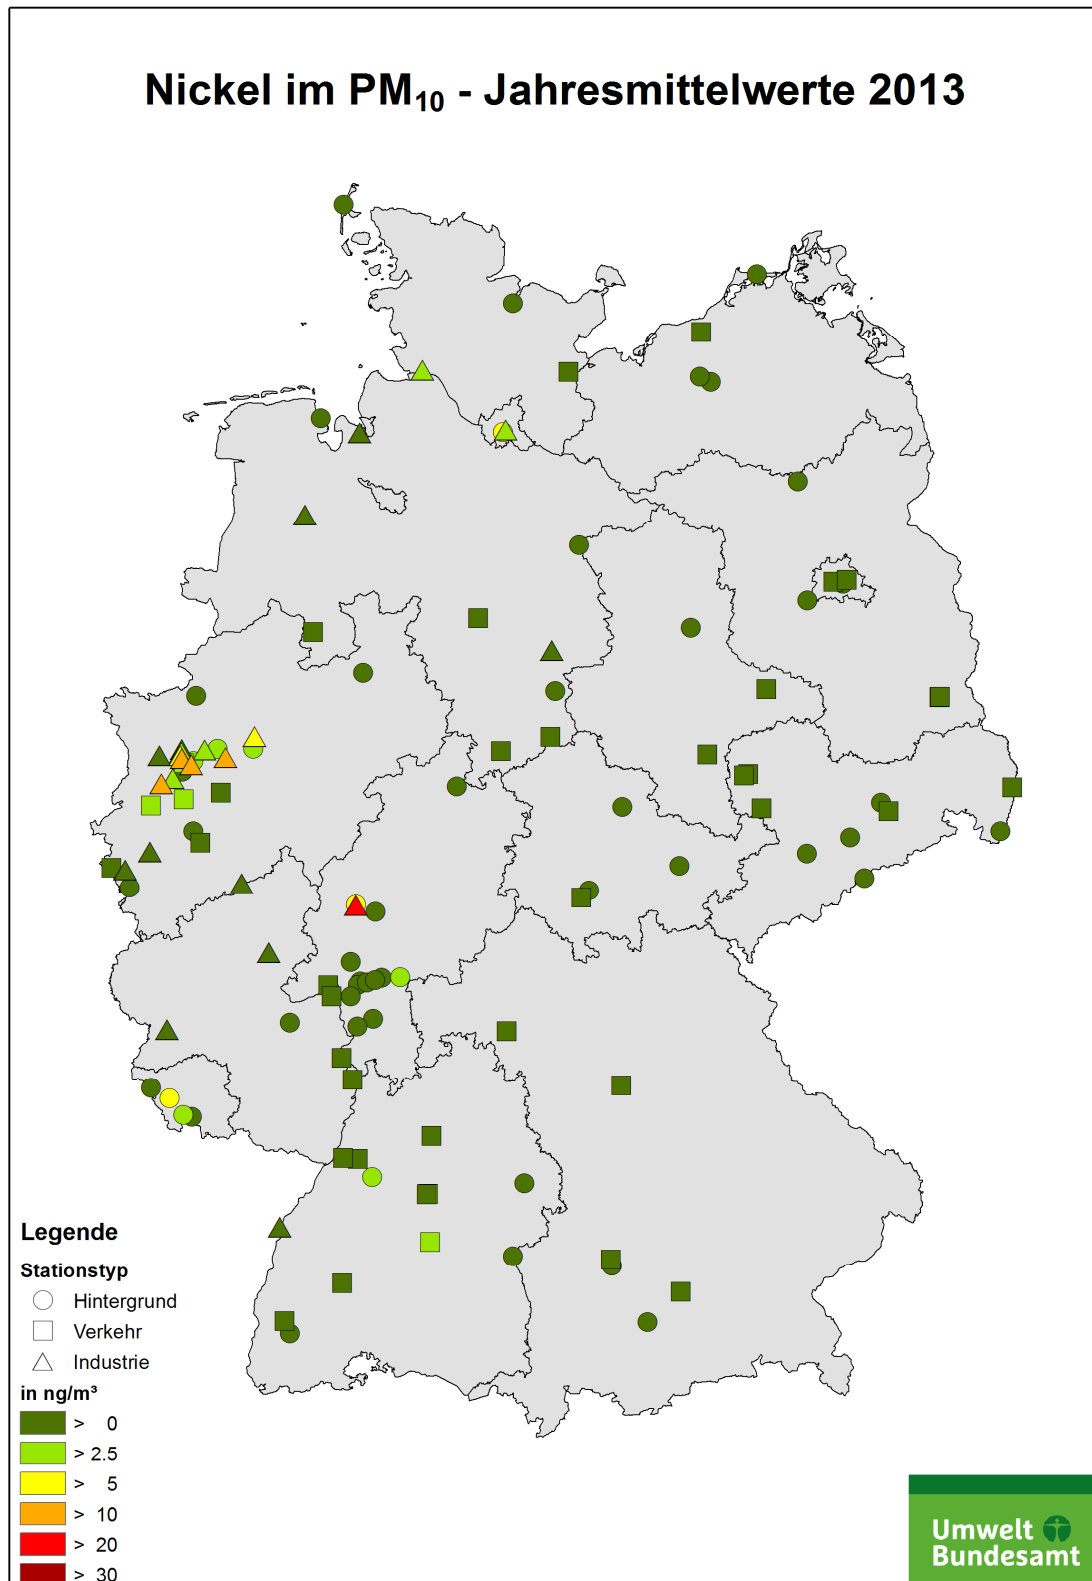 Nickel im PM₁₀ - Jahresmittelwerte 2013
Legende
Stationstyp
Hintergrund
Verkehr
Industrie
in ng/m³
> 0
> 2.5
> 5
> 10
> 20
> 30
Umwelt
Bundesamt